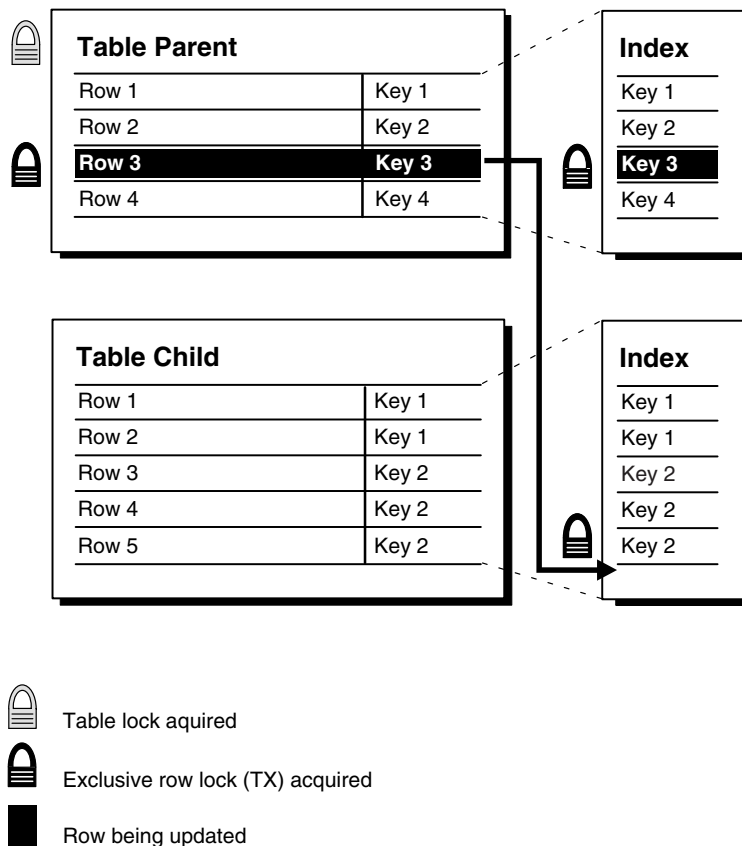 Table Parent
Row 1 Key 1
Row 2 Key 2
Row 3 Key 3
Row 4 Key 4
Index
Key 1
Key 2
Key 3
Key 4
Table Child
Row 1 Key 1
Row 2 Key 1
Row 3 Key 2
Row 4 Key 2
Row 5 Key 2
Index
Key 1
Key 1
Key 2
Key 2
Key 2
Table lock aquired
Exclusive row lock (TX) acquired
Row being updated